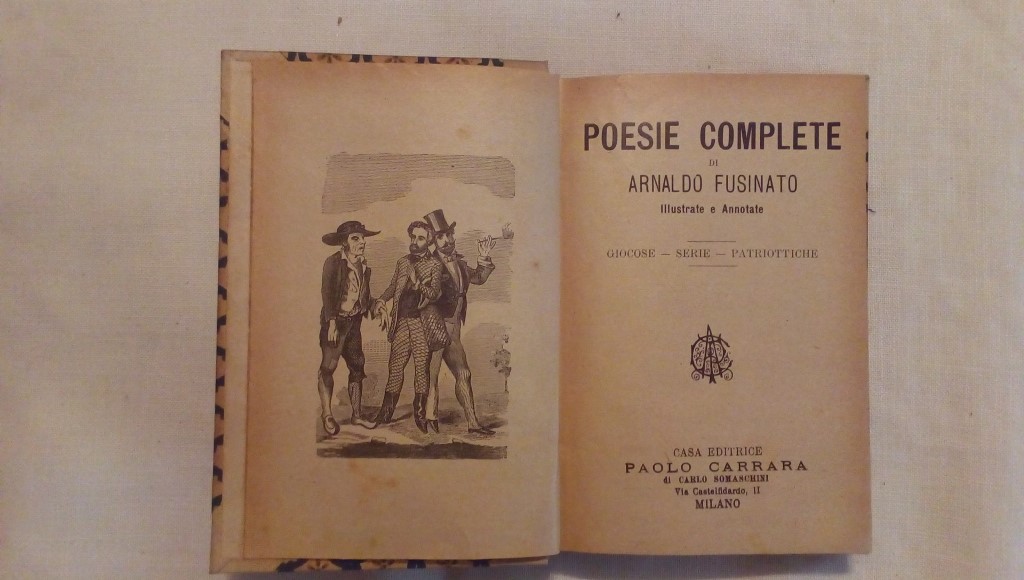 POESIE COMPLETE
DI
ARNALDO FUSINATO
Illustrate e Annotate
GIOCOSE — SERIE — PATRIOTTICHE
CASA EDITRICE
PAOLO CARRARA
di CARLO SOMASCHINI
Via Castelfidardo, 11
MILANO